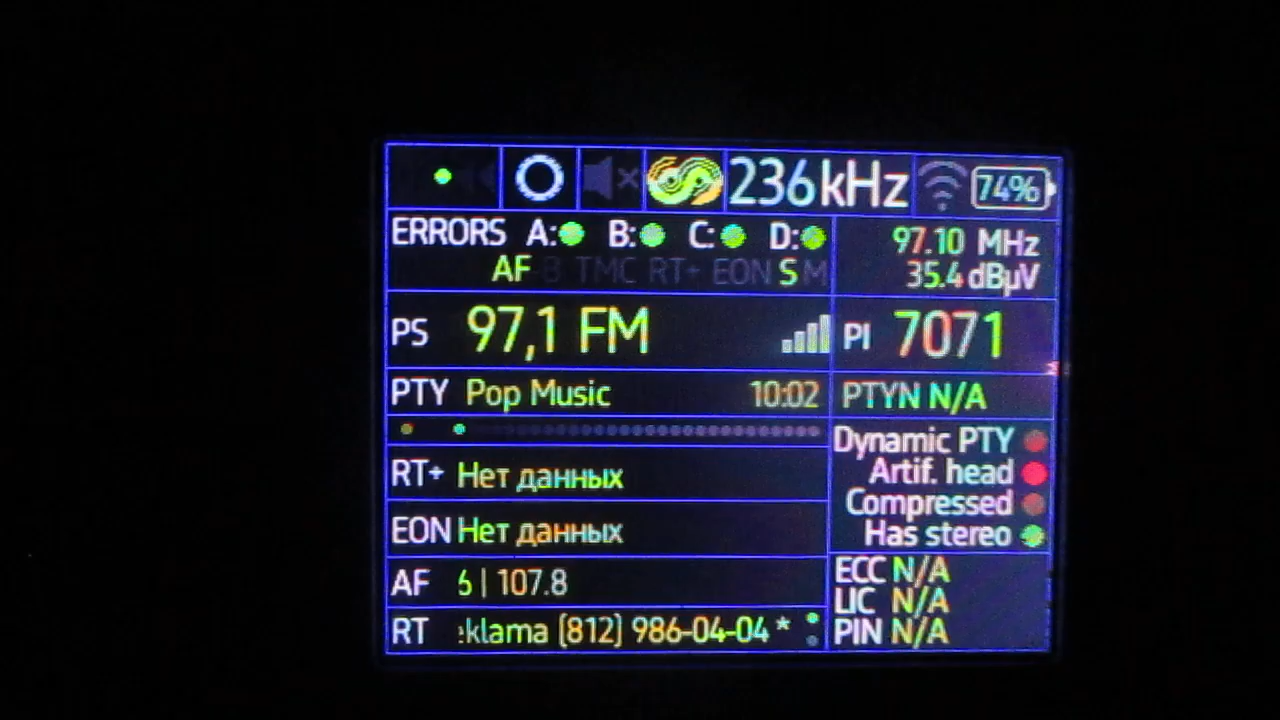 236kHz 74%
ERRORS A: B: C: D:
97.10 MHz
AF B TMC RT+ EON S M
35.4 dBµV
PS 97,1 FM
PI 7071
PTY Pop Music 10:02
PTYN N/A
Dynamic PTY
Artif. head
Compressed
Has stereo
RT+ Нет данных
EON Нет данных
AF 6 | 107.8
RT eklama (812) 986-04-04 *
ECC N/A
LIC N/A
PIN N/A